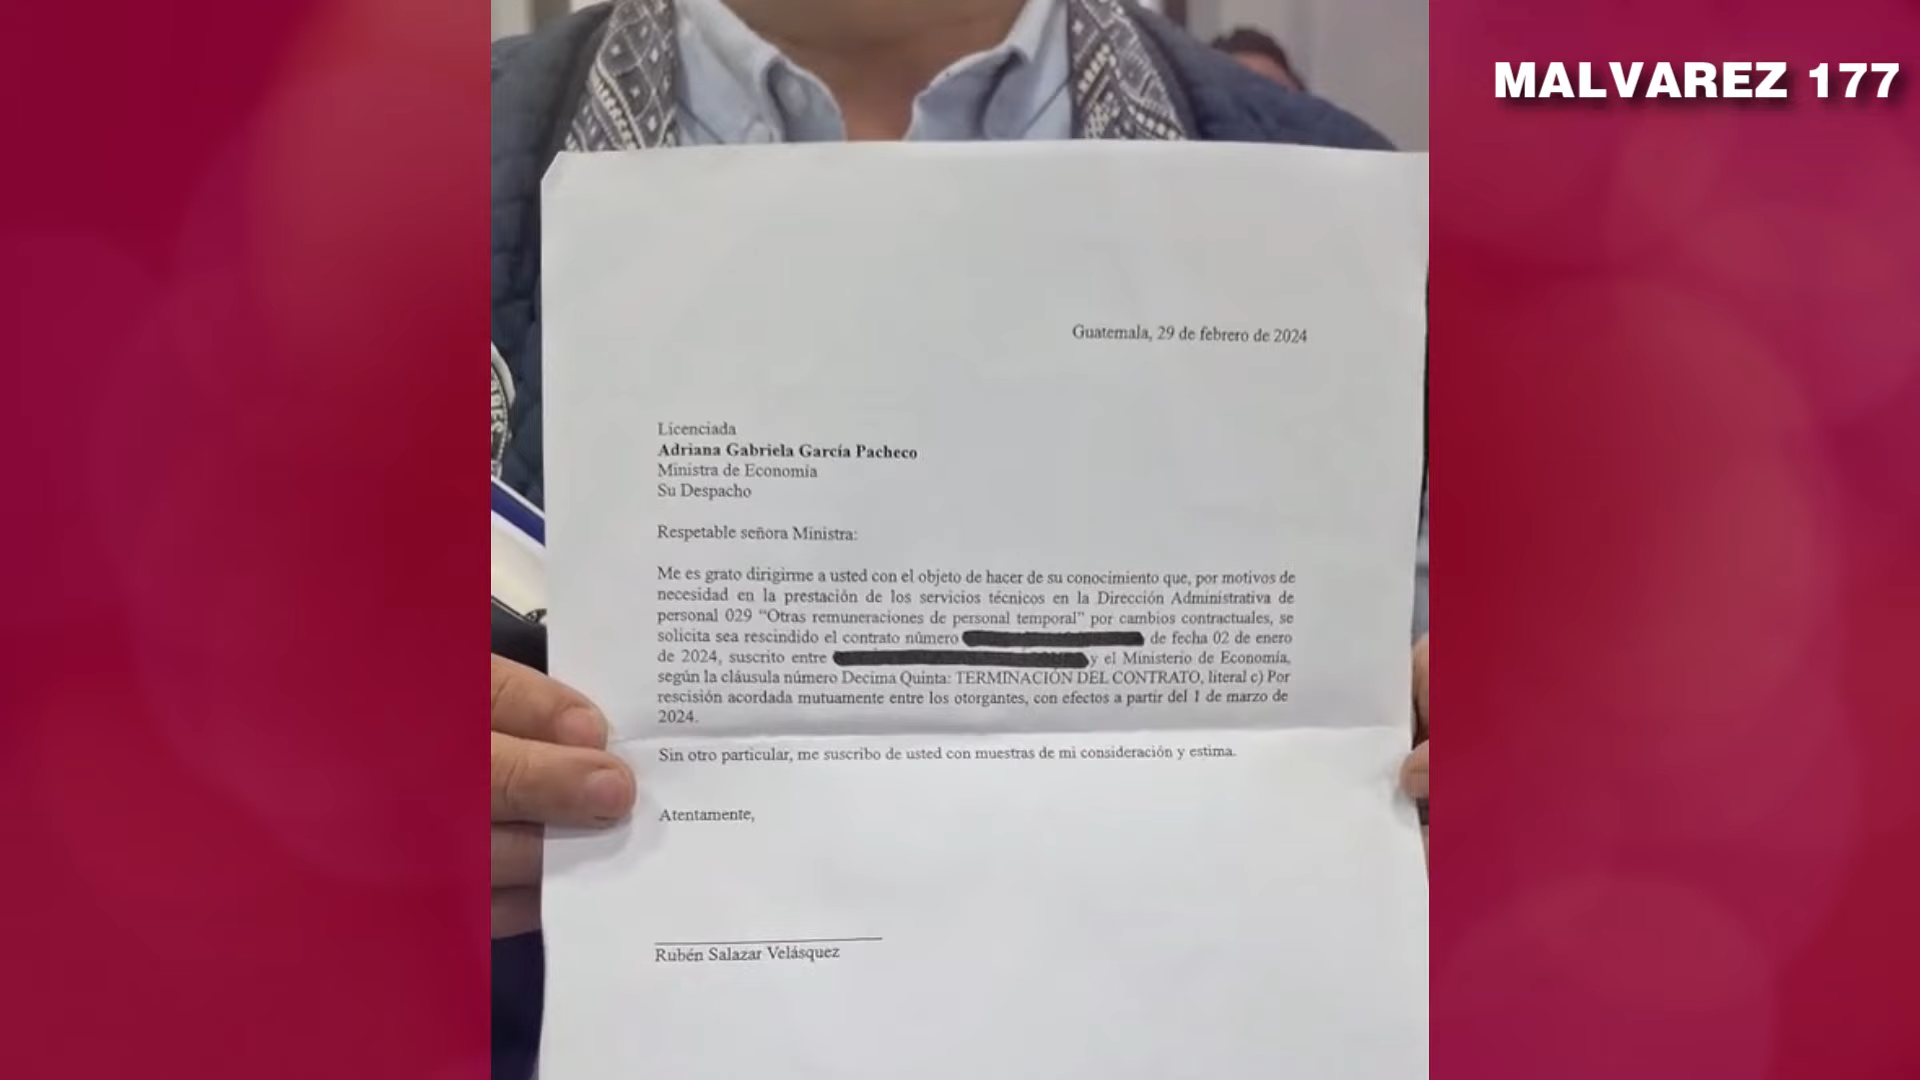 MALVAREZ 177
Guatemala, 29 de febrero de 2024
Licenciada
Adriana Gabriela García Pacheco
Ministra de Economía
Su Despacho
Respetable señora Ministra:
Me es grato dirigirme a usted con el objeto de hacer de su conocimiento que, por motivos de
necesidad en la prestación de los servicios técnicos en la Dirección Administrativa de
personal 029 “Otras remuneraciones de personal temporal” por cambios contractuales, se
solicita sea rescindido el contrato número de fecha 02 de enero
de 2024, suscrito entre y el Ministerio de Economía,
según la cláusula número Decima Quinta: TERMINACIÓN DEL CONTRATO, literal c) Por
rescisión acordada mutuamente entre los otorgantes, con efectos a partir del 1 de marzo de
2024.
Sin otro particular, me suscribo de usted con muestras de mi consideración y estima.
Atentamente,
Rubén Salazar Velásquez